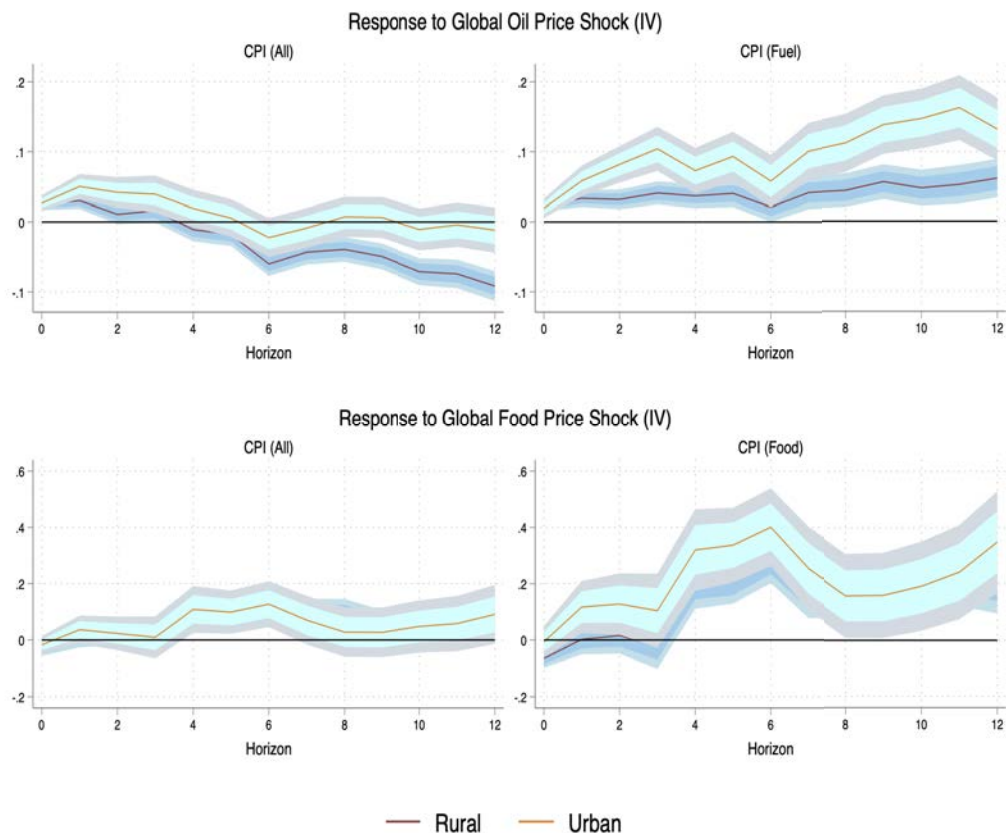 Response to Global Oil Price Shock (IV)
CPI (All)
CPI (Fuel)
.2
.1
0
-.1
.2
.1
0
-.1
0 2 4 6 8 10 12
0 2 4 6 8 10 12
Horizon
Horizon
Response to Global Food Price Shock (IV)
CPI (All)
CPI (Food)
.6
.4
.2
0
-.2
.6
.4
.2
0
-.2
0 2 4 6 8 10 12
0 2 4 6 8 10 12
Horizon
Horizon
Rural Urban